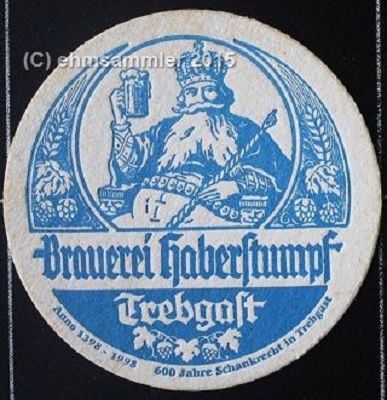 (C) ehmsammler 2015
Brauerei Haberstumpf
Trebgast
Anno 1398 - 1998
600 Jahre Schankrecht in Trebgast